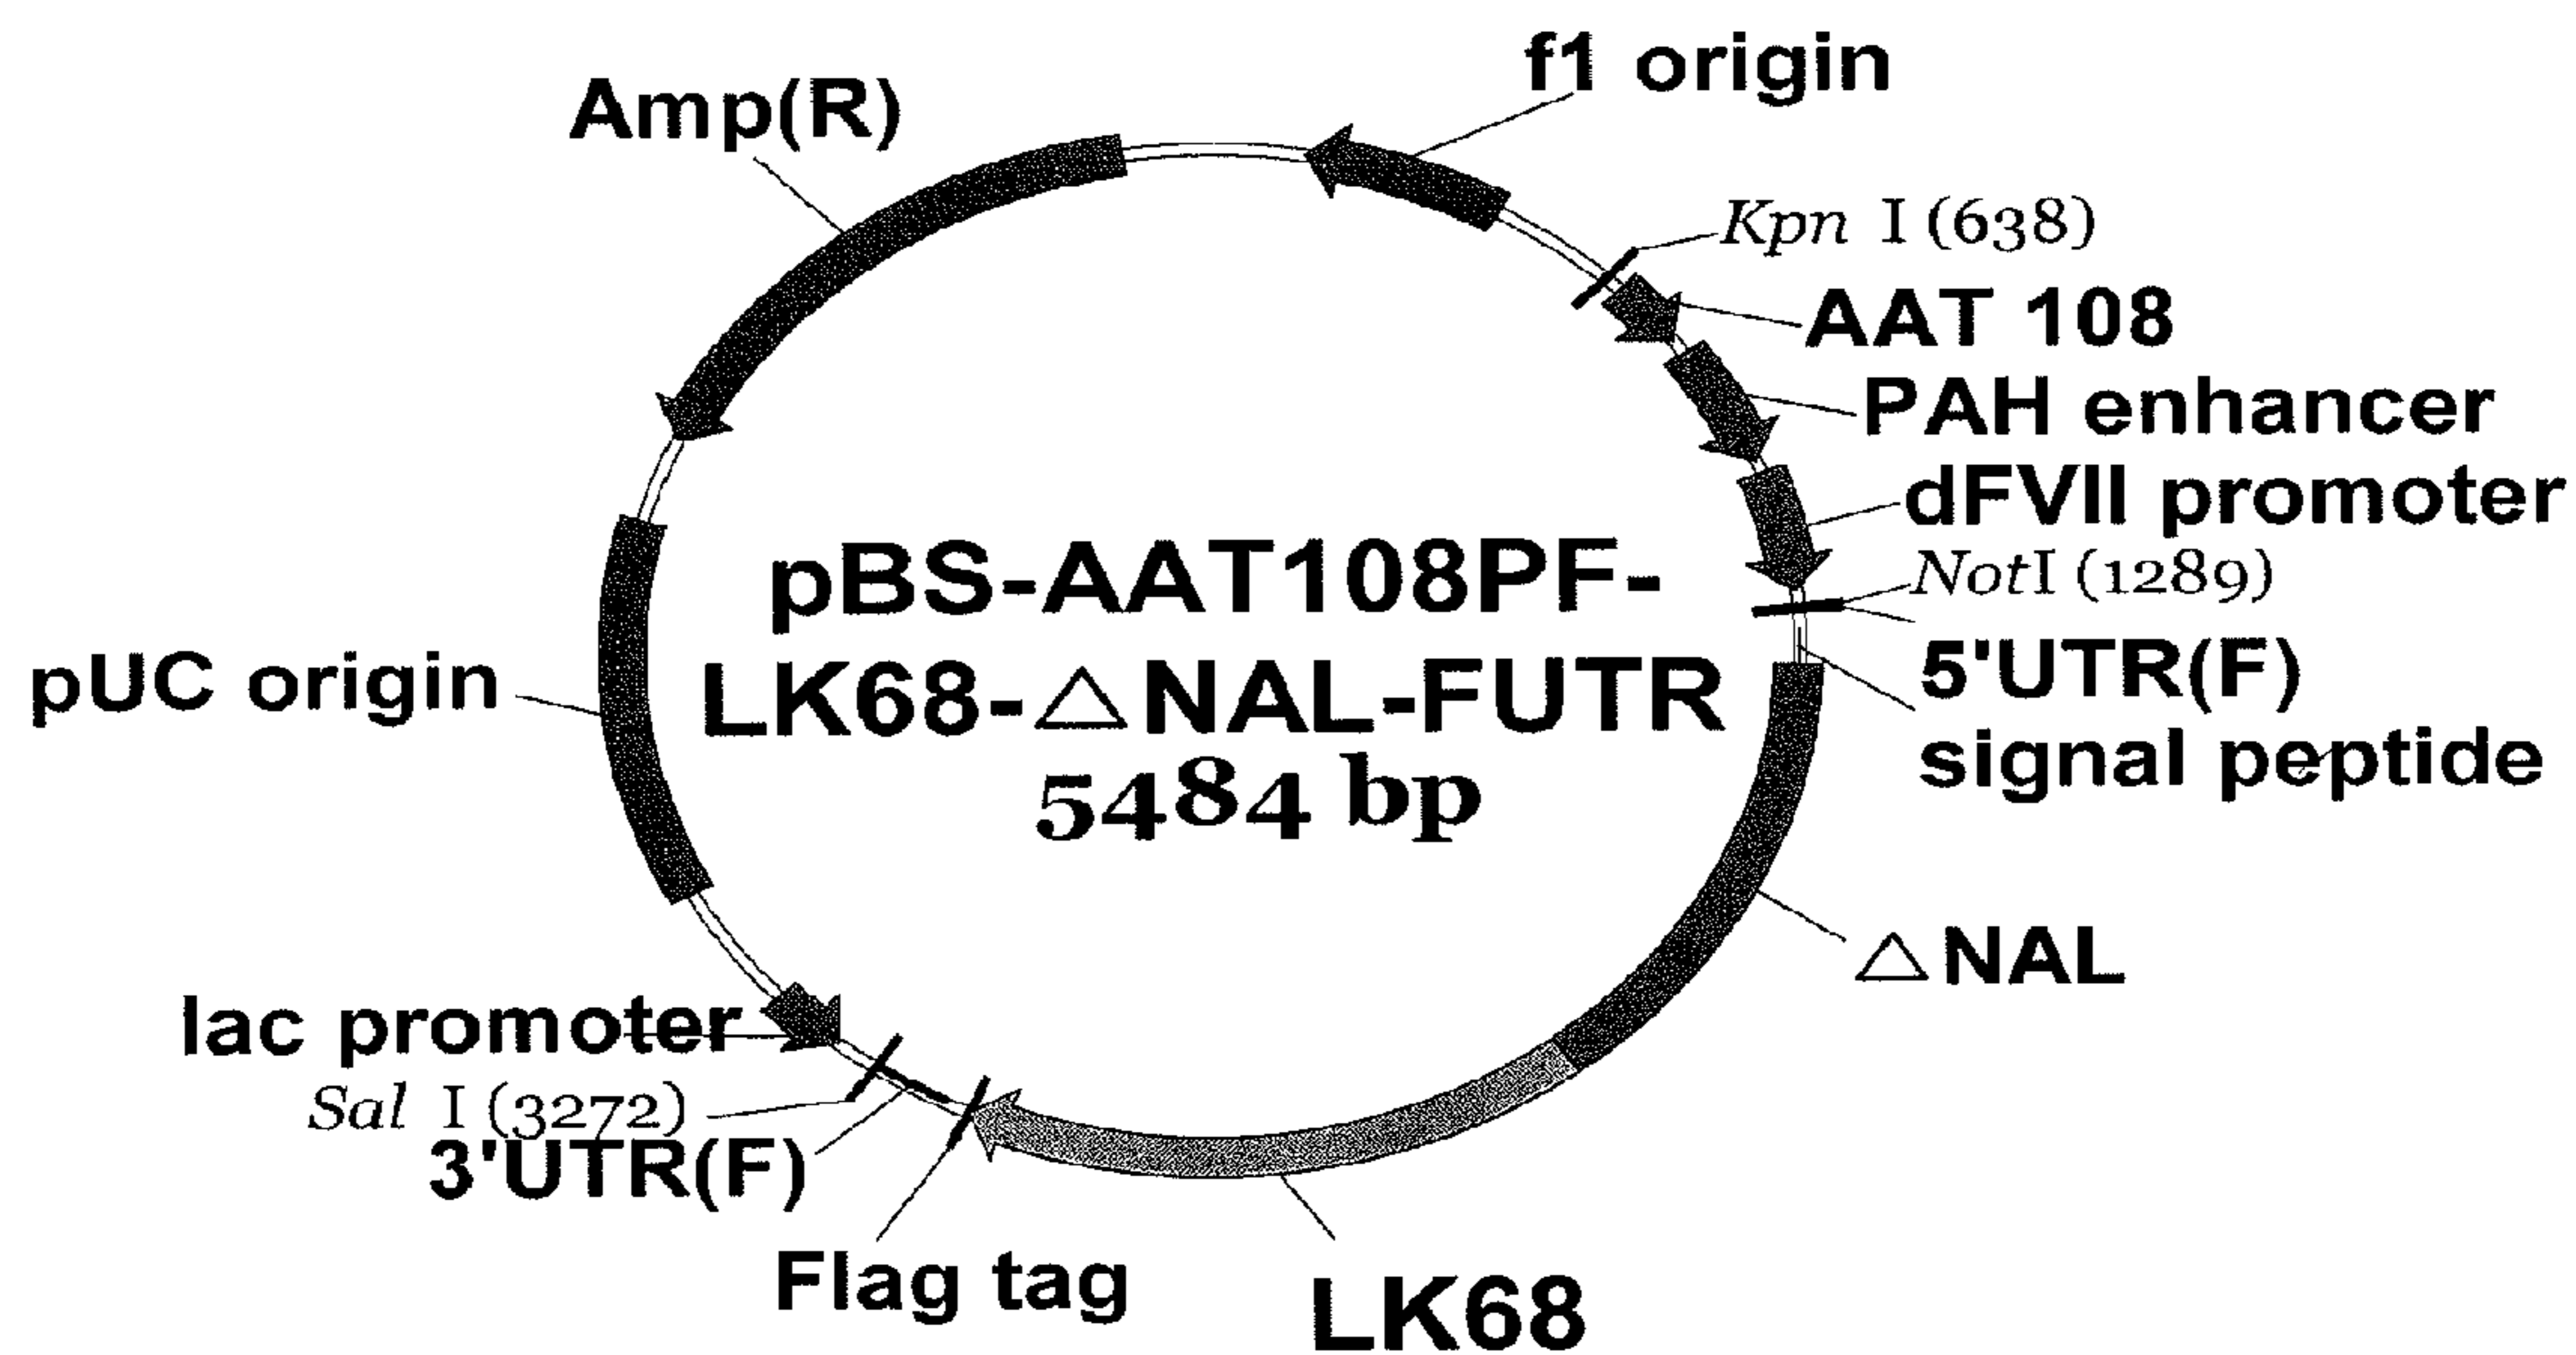 f1 origin
Amp(R)
Kpn I (638)
AAT 108
PAH enhancer
dFVII promoter
NotI (1289)
5'UTR(F)
signal peptide
pBS-AAT108PF-
LK68-△NAL-FUTR
5484 bp
pUC origin
△NAL
lac promoter
Sal I (3272)
3'UTR(F)
Flag tag
LK68